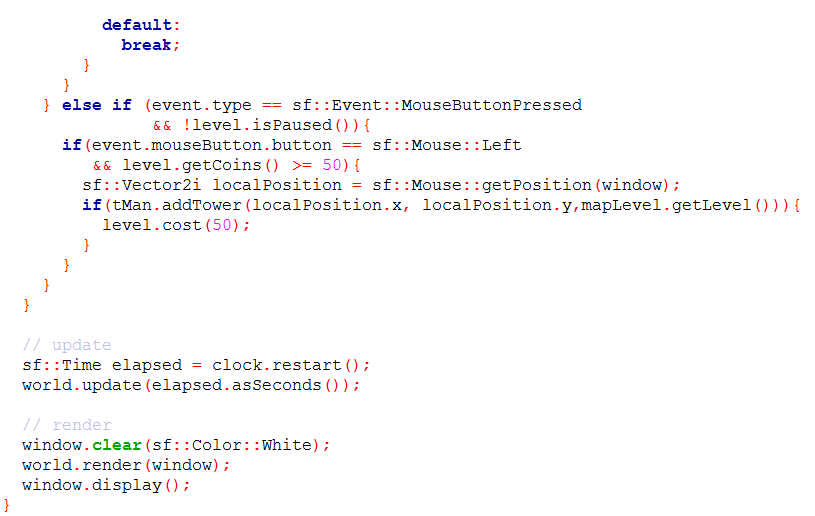 default:
break;
}
}
} else if (event.type == sf::Event::MouseButtonPressed
&& !level.isPaused()){
if(event.mouseButton.button == sf::Mouse::Left
&& level.getCoins() >= 50){
sf::Vector2i localPosition = sf::Mouse::getPosition(window);
if(tMan.addTower(localPosition.x, localPosition.y,mapLevel.getLevel())){
level.cost(50);
}
}
}
}
// update
sf::Time elapsed = clock.restart();
world.update(elapsed.asSeconds());
// render
window.clear(sf::Color::White);
world.render(window);
window.display();
}